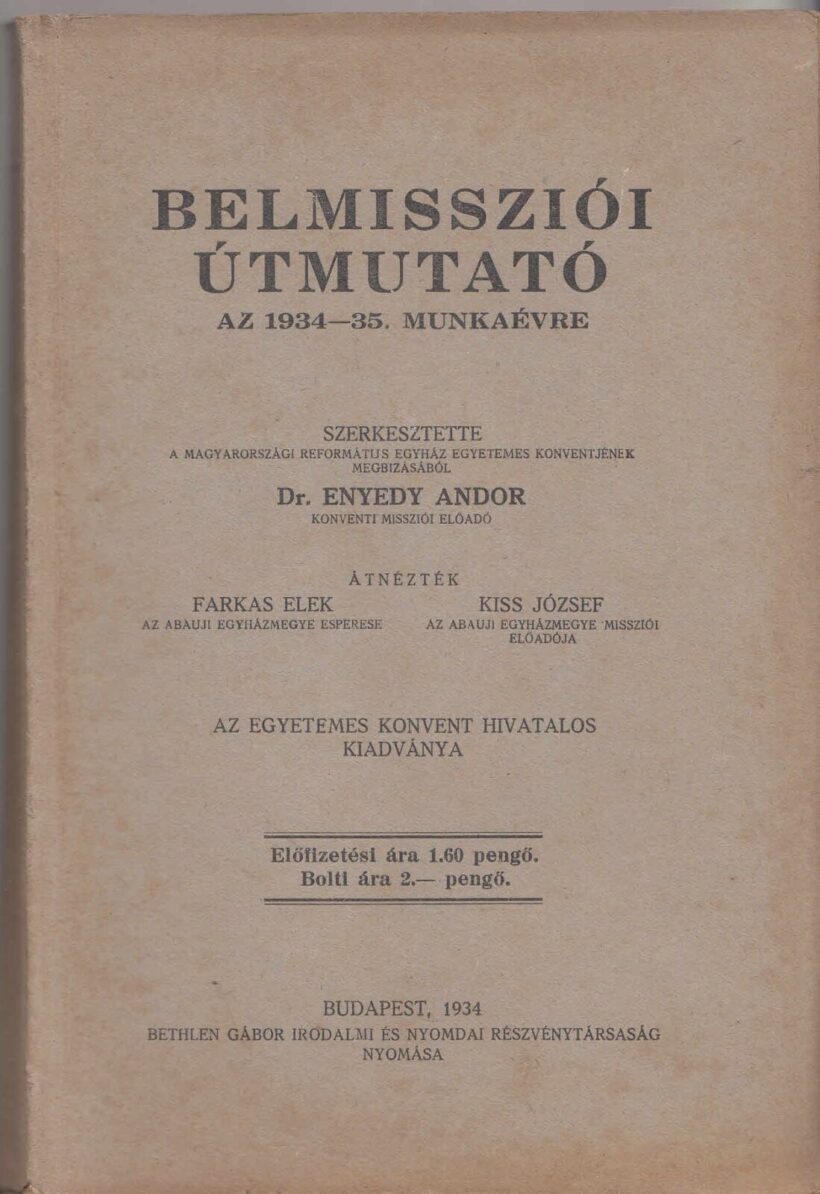 BELMISSZIÓI
ÚTMUTATÓ
AZ 1934—35. MUNKAÉVRE
SZERKESZTETTE
A MAGYARORSZÁGI REFORMÁTUS EGYHÁZ EGYETEMES KONVENTJÉNEK
MEGBIZÁSÁBÓL
Dr. ENYEDY ANDOR
KONVENTI MISSZIÓI ELŐADÓ
ÁTNÉZTÉK
FARKAS ELEK
AZ ABAUJI EGYHÁZMEGYE ESPERESE
KISS JÓZSEF
AZ ABAUJI EGYHÁZMEGYE MISSZIÓI
ELŐADÓJA
AZ EGYETEMES KONVENT HIVATALOS
KIADVÁNYA
Előfizetési ára 1.60 pengő.
Bolti ára 2.— pengő.
BUDAPEST, 1934
BETHLEN GÁBOR IRODALMI ÉS NYOMDAI RÉSZVÉNYTÁRSASÁG
NYOMÁSA